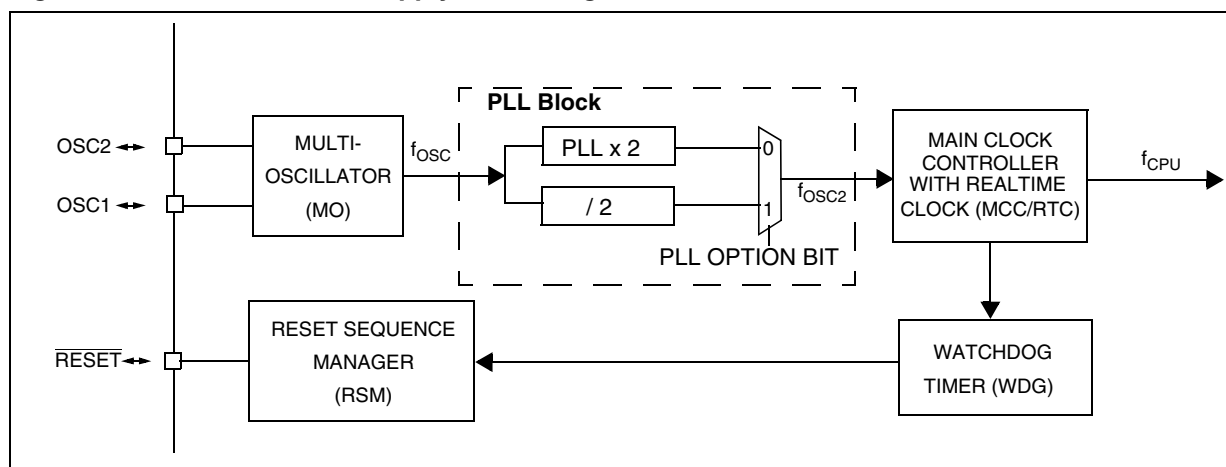 PLL Block
OSC2
OSC1
MULTI-
OSCILLATOR
(MO)
fOSC
PLL x 2
/ 2
0
1
fOSC2
PLL OPTION BIT
MAIN CLOCK
CONTROLLER
WITH REALTIME
CLOCK (MCC/RTC)
fCPU
RESET
RESET SEQUENCE
MANAGER
(RSM)
WATCHDOG
TIMER (WDG)